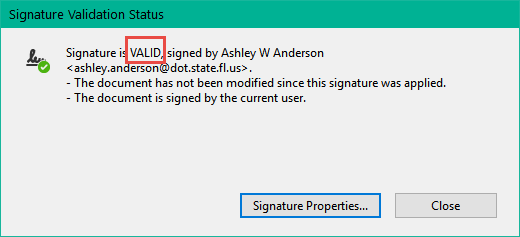 Signature Validation Status
Signature is VALID, signed by Ashley W Anderson
<ashley.anderson@dot.state.fl.us>.
- The document has not been modified since this signature was applied.
- The document is signed by the current user.
Signature Properties...
Close